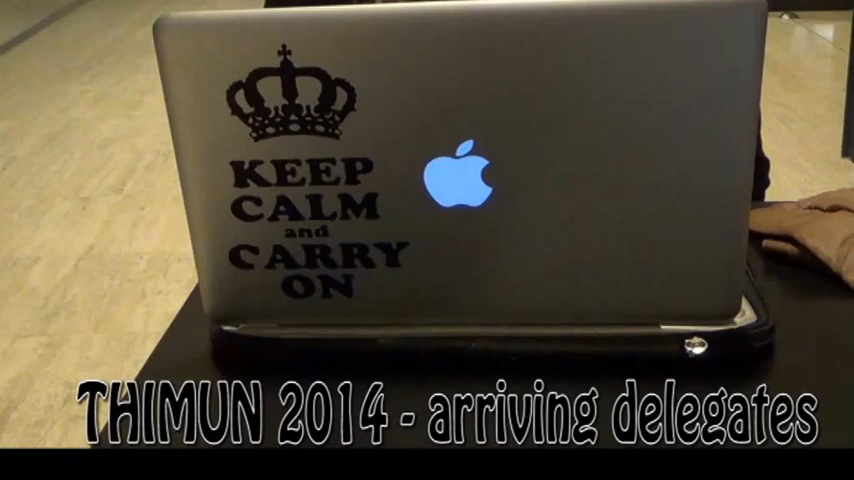 KEEP
CALM
and
CARRY
ON
THIMUN 2014 - arriving delegates